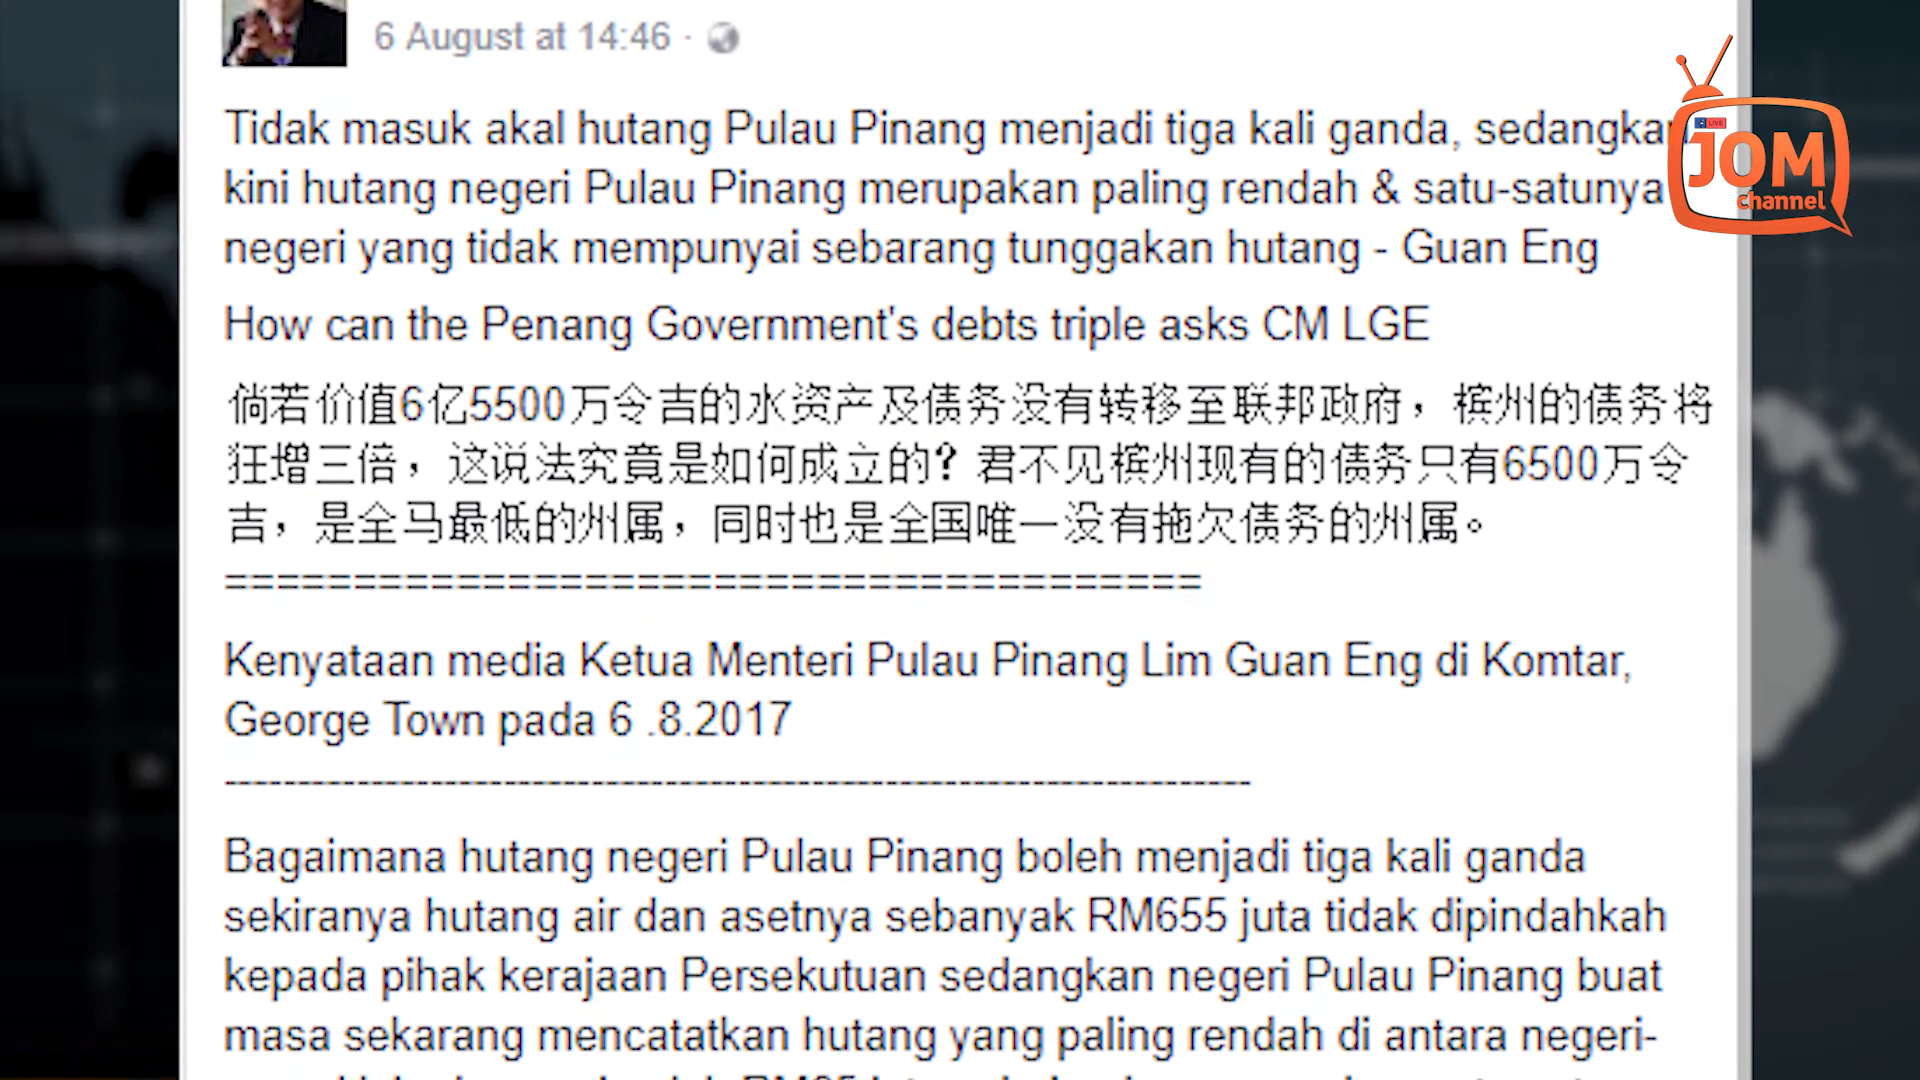 6 August at 14:46 ·
Tidak masuk akal hutang Pulau Pinang menjadi tiga kali ganda, sedangkan
kini hutang negeri Pulau Pinang merupakan paling rendah & satu-satunya
negeri yang tidak mempunyai sebarang tunggakan hutang - Guan Eng
How can the Penang Government's debts triple asks CM LGE
倘若价值6亿5500万令吉的水资产及债务没有转移至联邦政府，槟州的债务将
狂增三倍，这说法究竟是如何成立的？君不见槟州现有的债务只有6500万令
吉，是全马最低的州属，同时也是全国唯一没有拖欠债务的州属。
======================================
Kenyataan media Ketua Menteri Pulau Pinang Lim Guan Eng di Komtar,
George Town pada 6 .8.2017
----------------------------------------------------------------------
Bagaimana hutang negeri Pulau Pinang boleh menjadi tiga kali ganda
sekiranya hutang air dan asetnya sebanyak RM655 juta tidak dipindahkah
kepada pihak kerajaan Persekutuan sedangkan negeri Pulau Pinang buat
masa sekarang mencatatkan hutang yang paling rendah di antara negeri-
LIVE
JOM
channel